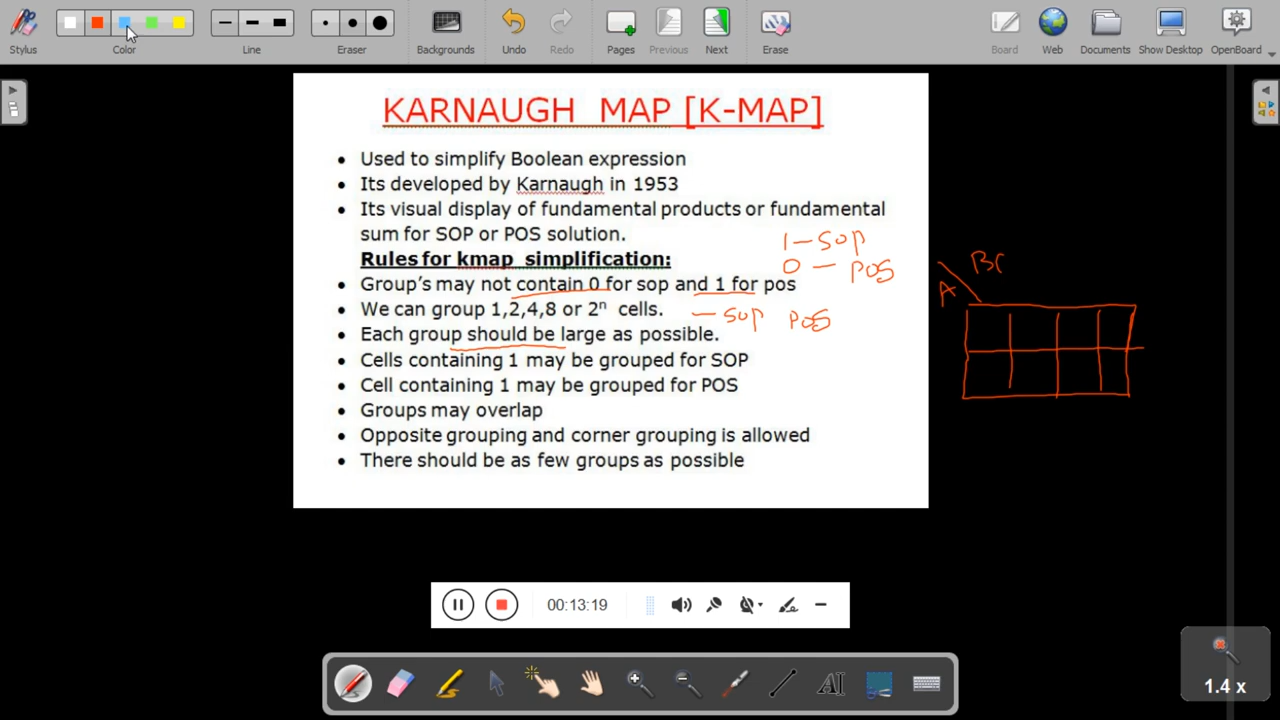 Stylus Color Line Eraser Backgrounds Undo Redo Pages Previous Next Erase Board Web Documents Show Desktop OpenBoard
KARNAUGH MAP [K-MAP]
• Used to simplify Boolean expression
• Its developed by Karnaugh in 1953
• Its visual display of fundamental products or fundamental
sum for SOP or POS solution.
1 — SOP
Rules for kmap simplification:
0 — POS
BC
A
• Group's may not contain 0 for sop and 1 for pos
• We can group 1,2,4,8 or 2ⁿ cells.
— SOP POS
• Each group should be large as possible.
• Cells containing 1 may be grouped for SOP
• Cell containing 1 may be grouped for POS
• Groups may overlap
• Opposite grouping and corner grouping is allowed
• There should be as few groups as possible
00:13:19
1.4 x